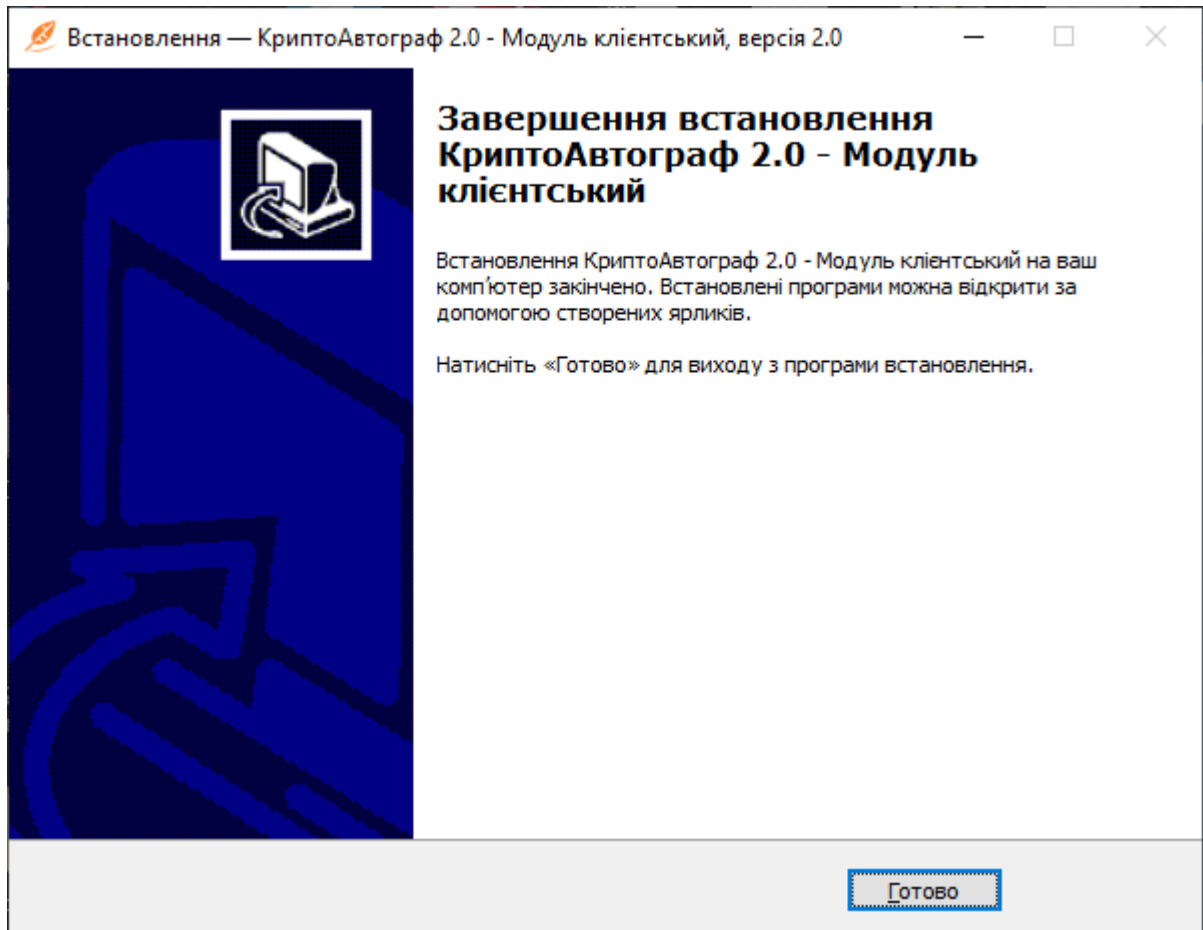 Встановлення — КриптоАвтограф 2.0 - Модуль клієнтський, версія 2.0
Завершення встановлення
КриптоАвтограф 2.0 - Модуль
клієнтський
Встановлення КриптоАвтограф 2.0 - Модуль клієнтський на ваш
комп'ютер закінчено. Встановлені програми можна відкрити за
допомогою створених ярликів.
Натисніть «Готово» для виходу з програми встановлення.
Готово